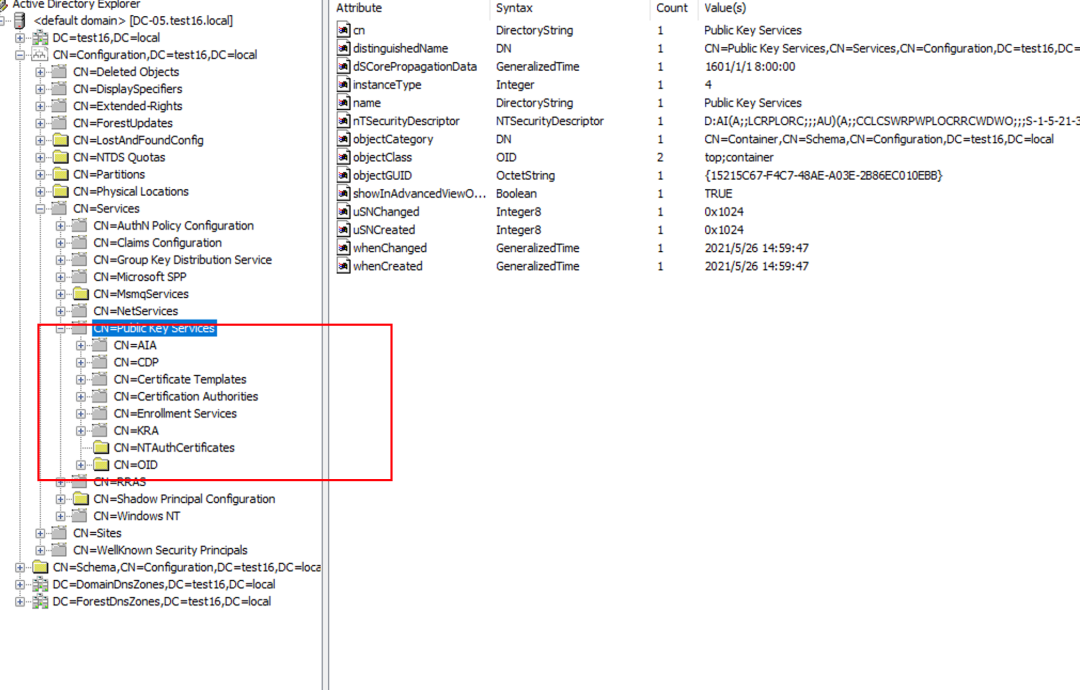 Active Directory Explorer
<default domain> [DC-05.test16.local]
DC=test16,DC=local
CN=Configuration,DC=test16,DC=local
CN=Deleted Objects
CN=DisplaySpecifiers
CN=Extended-Rights
CN=ForestUpdates
CN=LostAndFoundConfig
CN=NTDS Quotas
CN=Partitions
CN=Physical Locations
CN=Services
CN=AuthN Policy Configuration
CN=Claims Configuration
CN=Group Key Distribution Service
CN=Microsoft SPP
CN=MsmqServices
CN=NetServices
CN=Public Key Services
CN=AIA
CN=CDP
CN=Certificate Templates
CN=Certification Authorities
CN=Enrollment Services
CN=KRA
CN=NTAuthCertificates
CN=OID
CN=RRAS
CN=Shadow Principal Configuration
CN=Windows NT
CN=Sites
CN=WellKnown Security Principals
CN=Schema,CN=Configuration,DC=test16,DC=loca
DC=DomainDnsZones,DC=test16,DC=local
DC=ForestDnsZones,DC=test16,DC=local
Attribute Syntax Count Value(s)
cn DirectoryString 1 Public Key Services
distinguishedName DN 1 CN=Public Key Services,CN=Services,CN=Configuration,DC=test16,DC=
dSCorePropagationData GeneralizedTime 1 1601/1/1 8:00:00
instanceType Integer 1 4
name DirectoryString 1 Public Key Services
nTSecurityDescriptor NTSecurityDescriptor 1 D:AI(A;;LCRPLORC;;;AU)(A;;CCLCSWRPWPLOCRRCWDWO;;;S-1-5-21-3
objectCategory DN 1 CN=Container,CN=Schema,CN=Configuration,DC=test16,DC=local
objectClass OID 2 top;container
objectGUID OctetString 1 {15215C67-F4C7-48AE-A03E-2B86EC010EBB}
showInAdvancedViewO... Boolean 1 TRUE
uSNChanged Integer8 1 0x1024
uSNCreated Integer8 1 0x1024
whenChanged GeneralizedTime 1 2021/5/26 14:59:47
whenCreated GeneralizedTime 1 2021/5/26 14:59:47